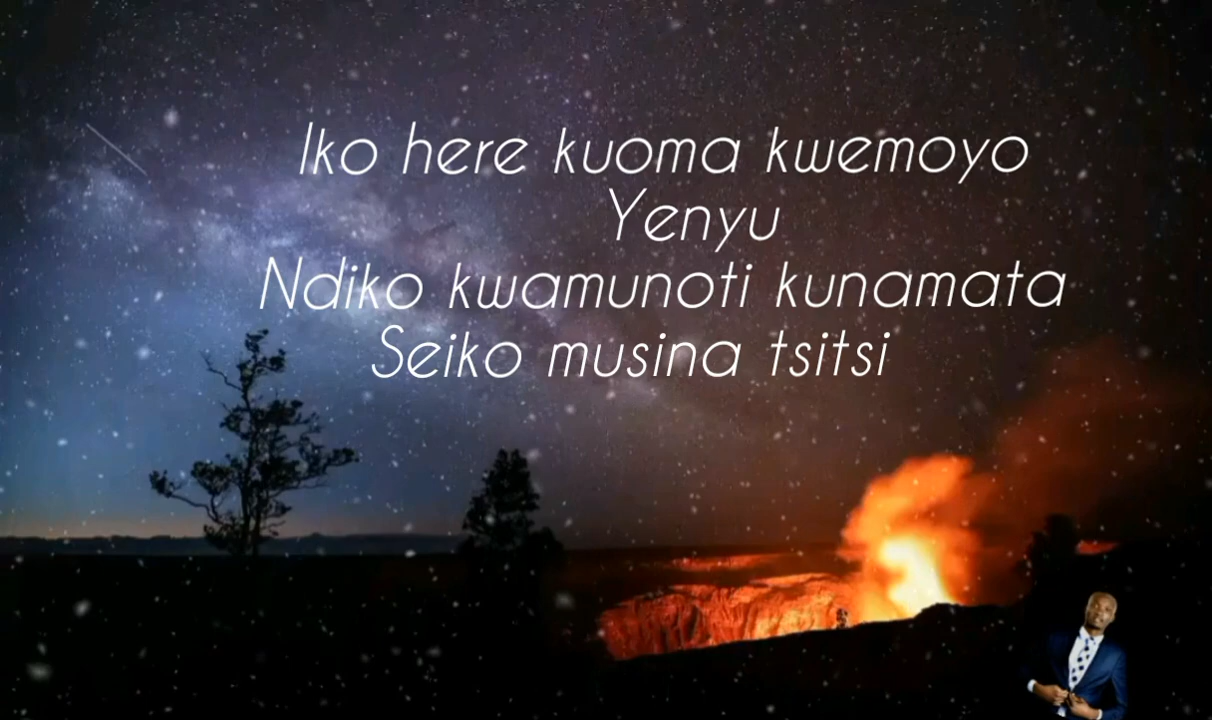 Iko here kuoma kwemoyo
Yenyu
Ndiko kwamunoti kunamata
Seiko musina tsitsi